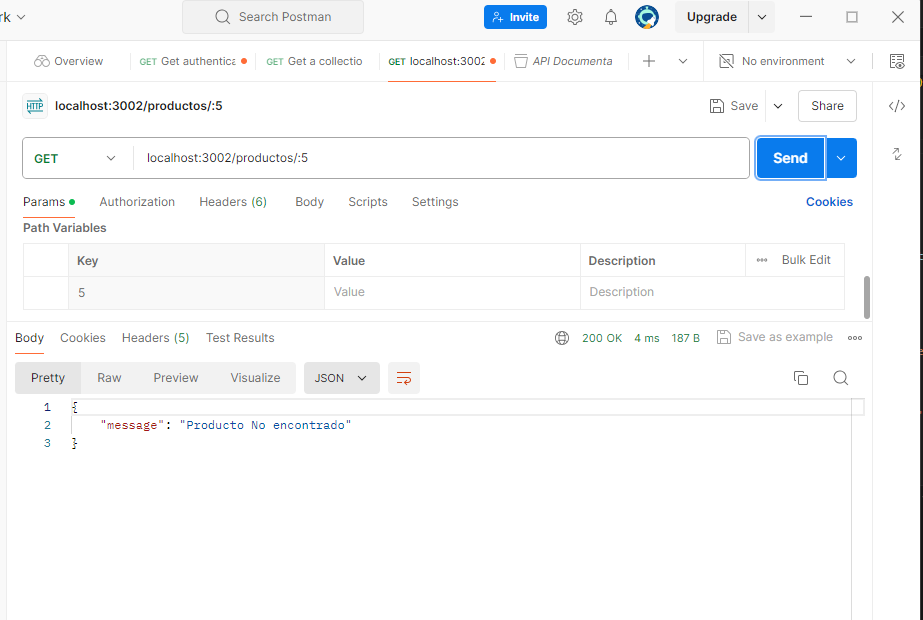 rk
Search Postman
Invite
Upgrade
Overview
GET Get authentica
GET Get a collectio
GET localhost:3002
API Documenta
No environment
HTTP localhost:3002/productos/:5
Save
Share
</>
GET
localhost:3002/productos/:5
Send
Params
Authorization
Headers (6)
Body
Scripts
Settings
Cookies
Path Variables
Key
Value
Description
Bulk Edit
5
Value
Description
Body
Cookies
Headers (5)
Test Results
200 OK
4 ms
187 B
Save as example
Pretty
Raw
Preview
Visualize
JSON
1 {
2 "message": "Producto No encontrado"
3 }